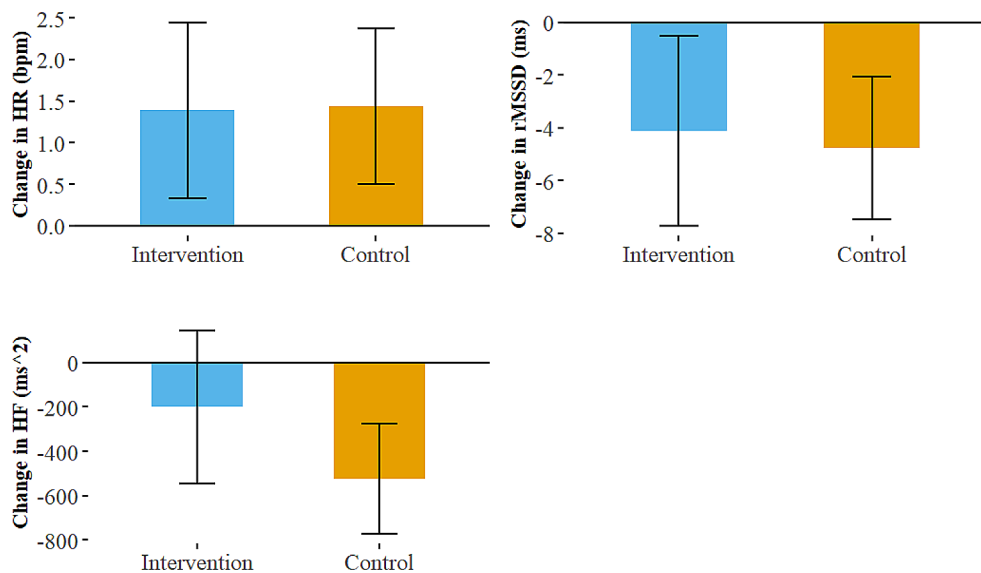 Change in HR (bpm)
2.5
2.0
1.5
1.0
0.5
0.0
Intervention
Control
Change in rMSSD (ms)
0
-2
-4
-6
-8
Intervention
Control
Change in HF (ms^2)
0
-200
-400
-600
-800
Intervention
Control